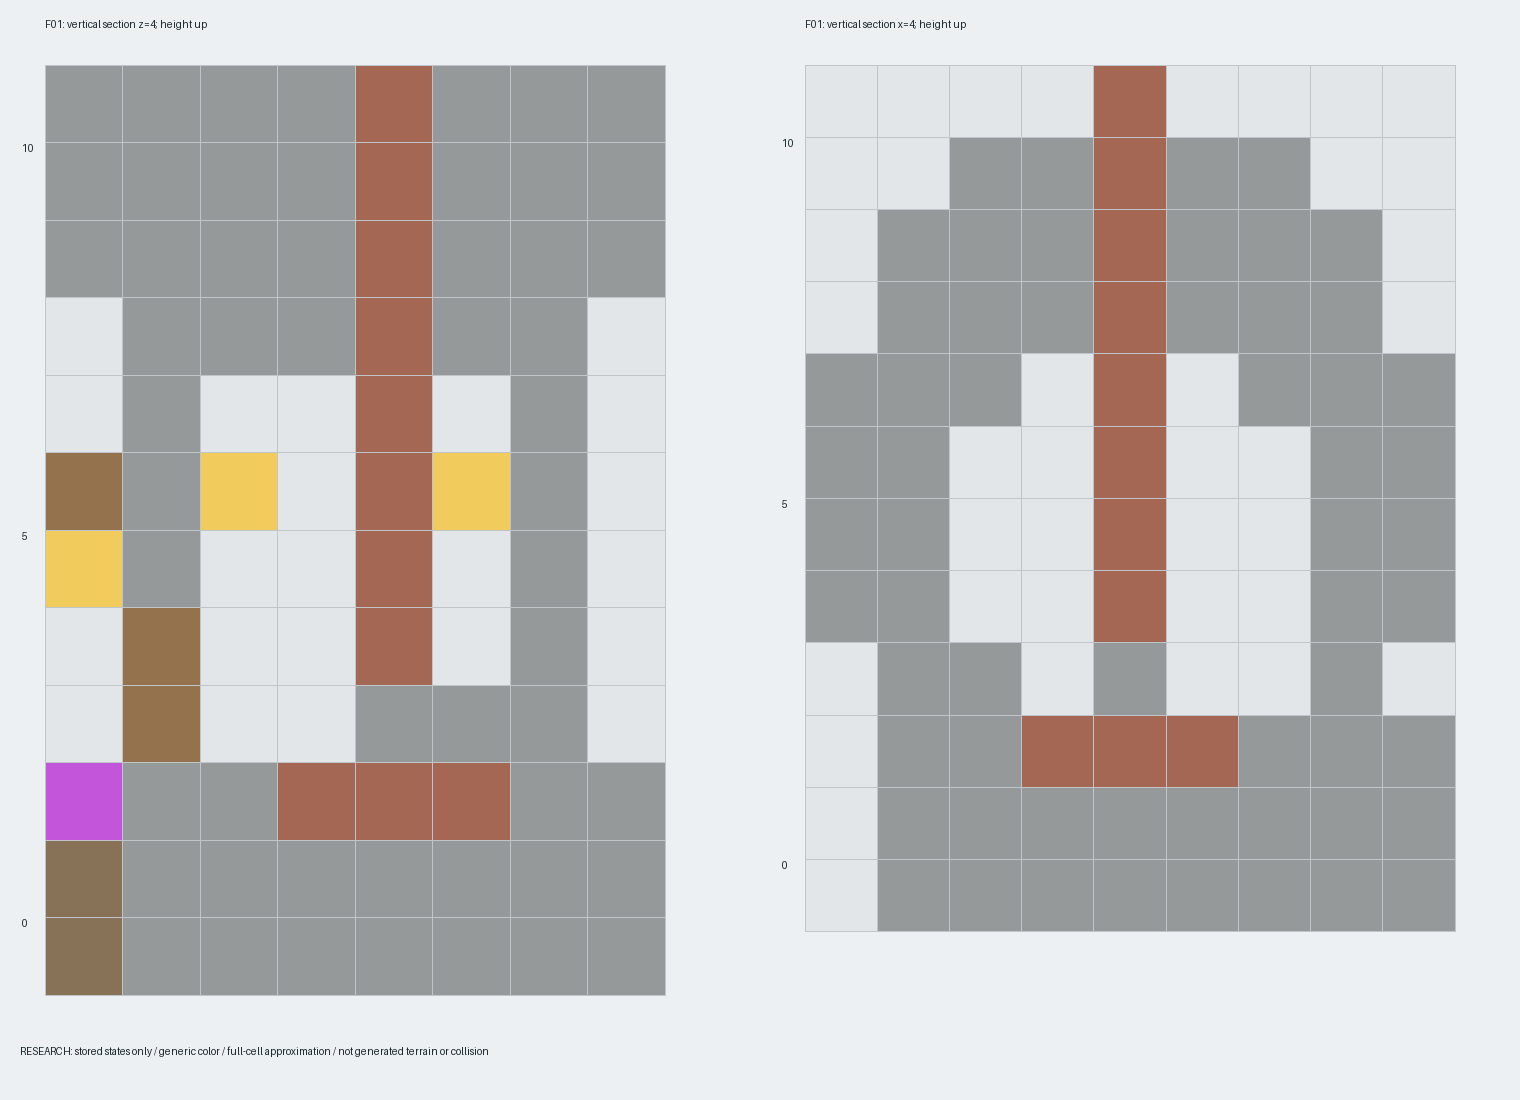 F01: vertical section z=4; height up
F01: vertical section x=4; height up
10
10
5
5
0
0
RESEARCH: stored states only / generic color / full-cell approximation / not generated terrain or collision